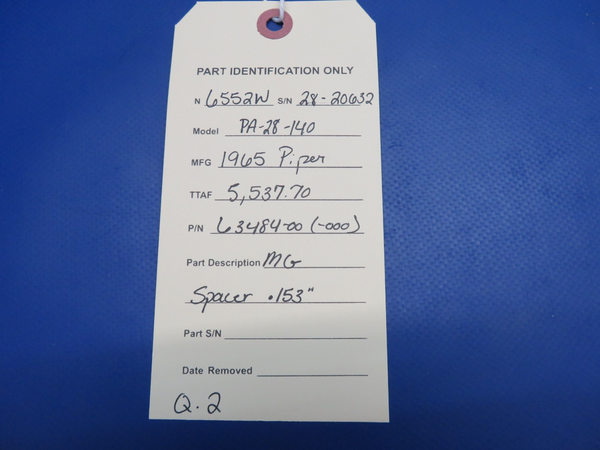 PART IDENTIFICATION ONLY
N 6552W S/N 28-20632
Model PA-28-140
MFG 1965 Piper
TTAF 5,537.70
P/N 63484-00 (-000)
Part Description MG
Spacer .153"
Part S/N
Date Removed
Q.2